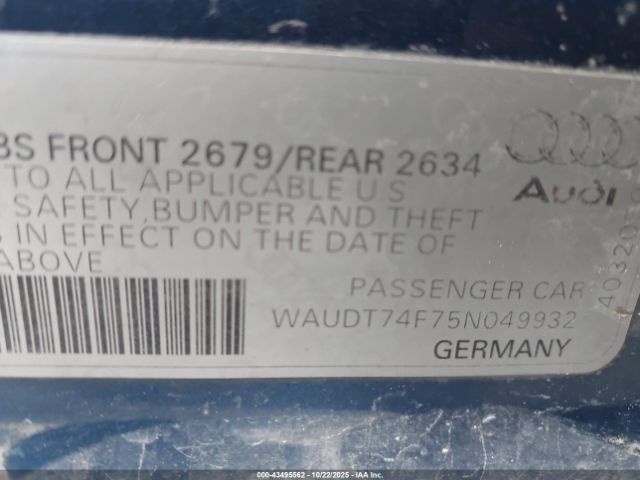 BS FRONT 2679/REAR 2634
TO ALL APPLICABLE U S
SAFETY, BUMPER AND THEFT
IN EFFECT ON THE DATE OF
ABOVE
Audi
PASSENGER CAR
WAUDT74F75N049932
GERMANY
403205
000-43495562 | 10/22/2025 | IAA Inc.